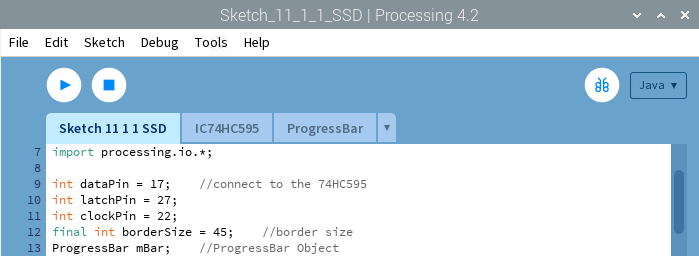 Sketch_11_1_1_SSD | Processing 4.2
File Edit Sketch Debug Tools Help
Java ▾
Sketch 11 1 1 SSD IC74HC595 ProgressBar ▾
7 import processing.io.*;
8
9 int dataPin = 17;    //connect to the 74HC595
10 int latchPin = 27;
11 int clockPin = 22;
12 final int borderSize = 45;    //border size
13 ProgressBar mBar;    //ProgressBar Object